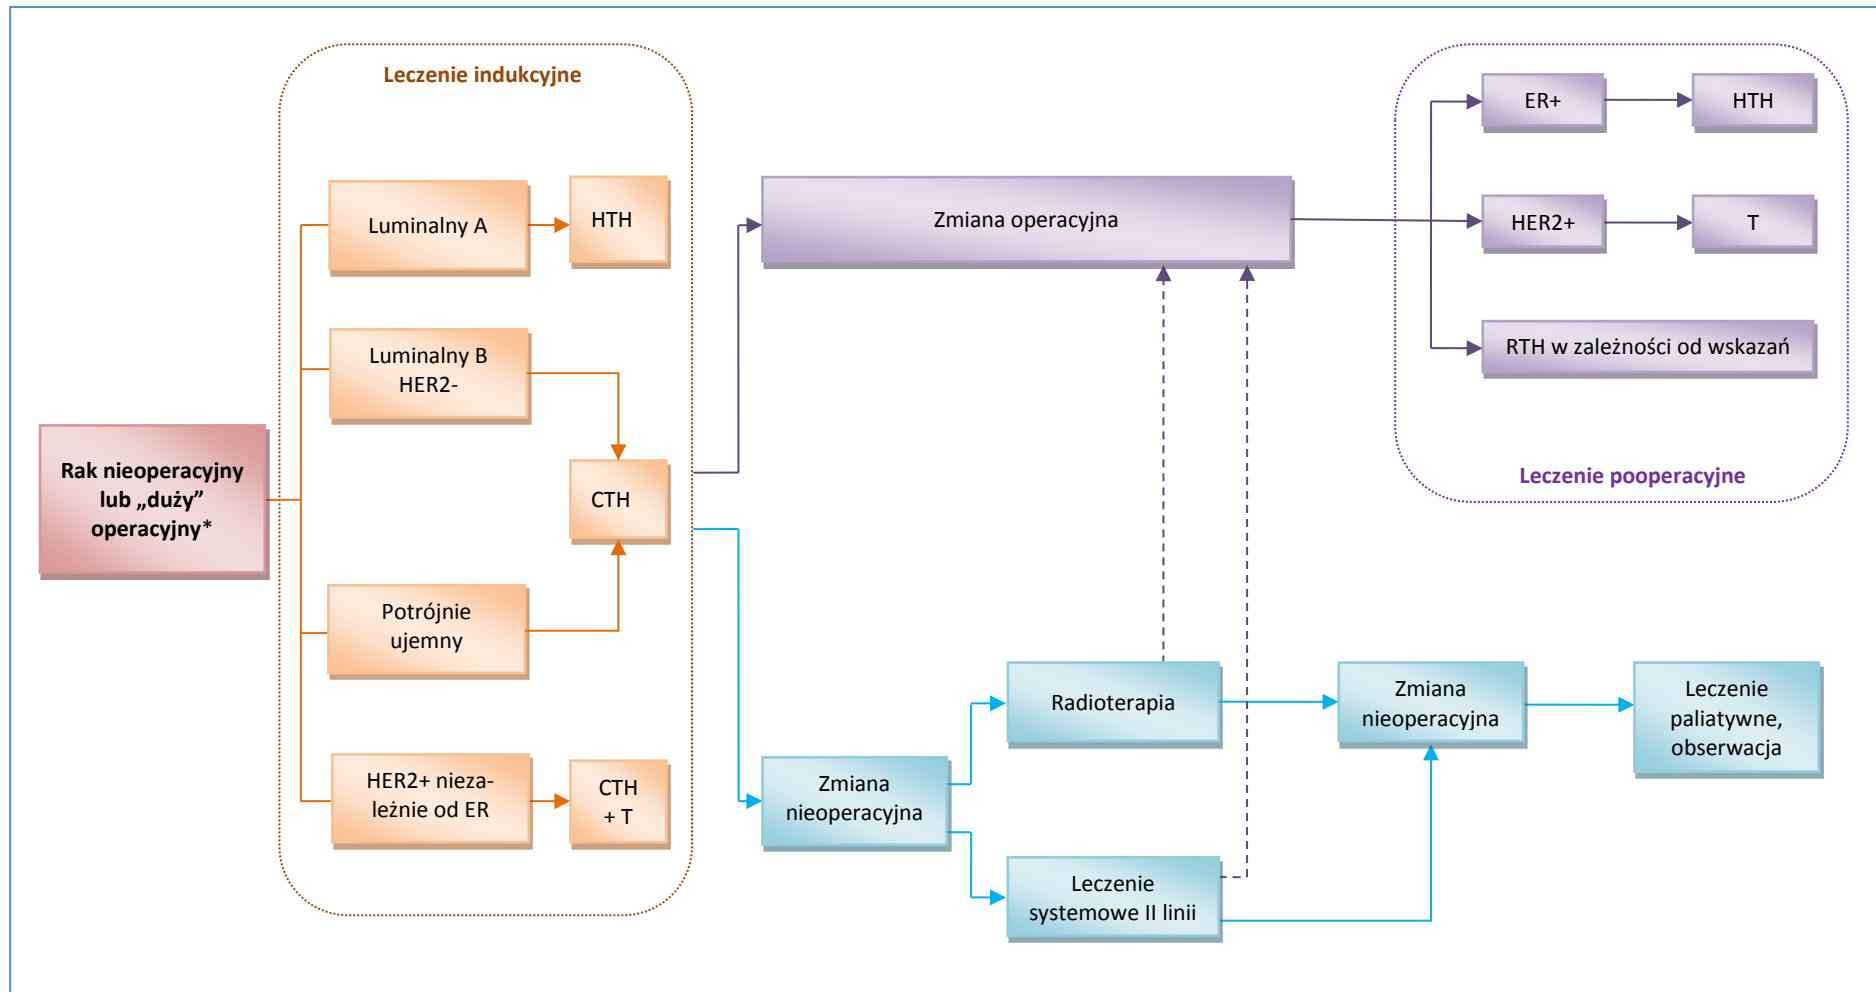 Rak nieoperacyjny
lub „duży”
operacyjny*
Leczenie indukcyjne
Luminalny A
HTH
Luminalny B
HER2-
CTH
Potrójnie
ujemny
HER2+ nieza-
leżnie od ER
CTH
+ T
Zmiana operacyjna
ER+
HTH
HER2+
T
RTH w zależności od wskazań
Leczenie pooperacyjne
Zmiana
nieoperacyjna
Radioterapia
Leczenie
systemowe II linii
Zmiana
nieoperacyjna
Leczenie
paliatywne,
obserwacja